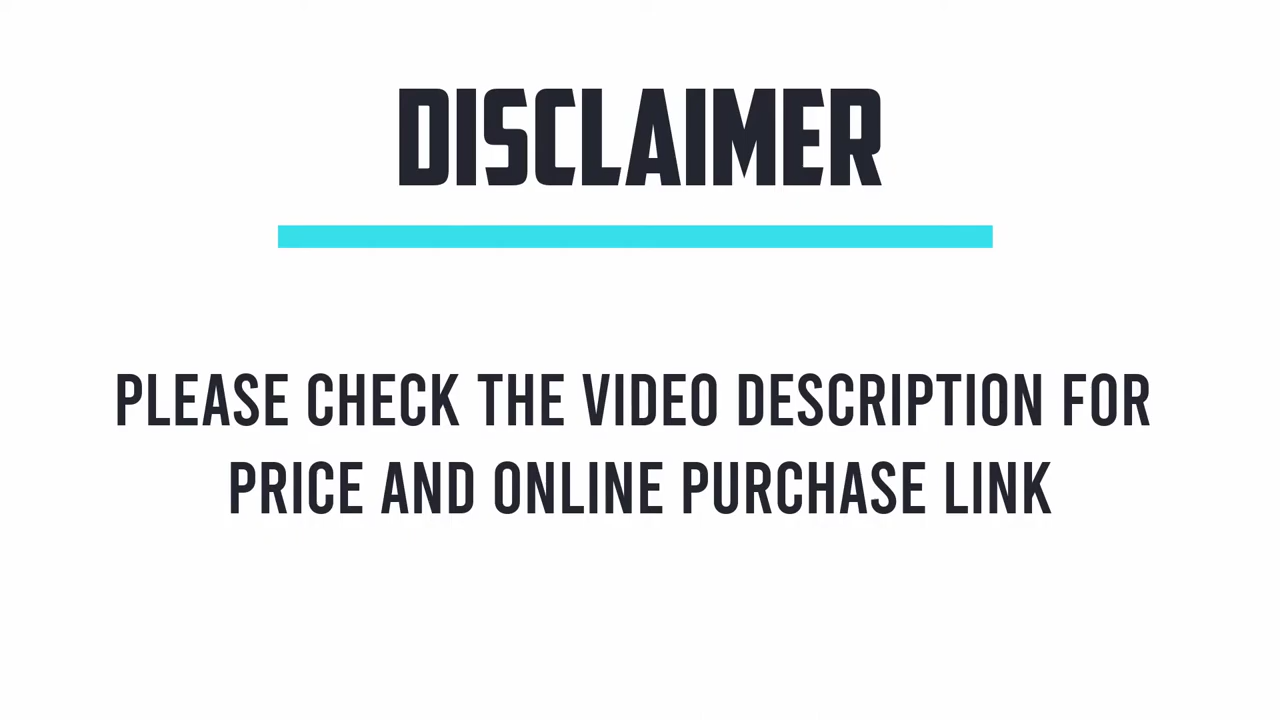 DISCLAIMER
PLEASE CHECK THE VIDEO DESCRIPTION FOR
PRICE AND ONLINE PURCHASE LINK